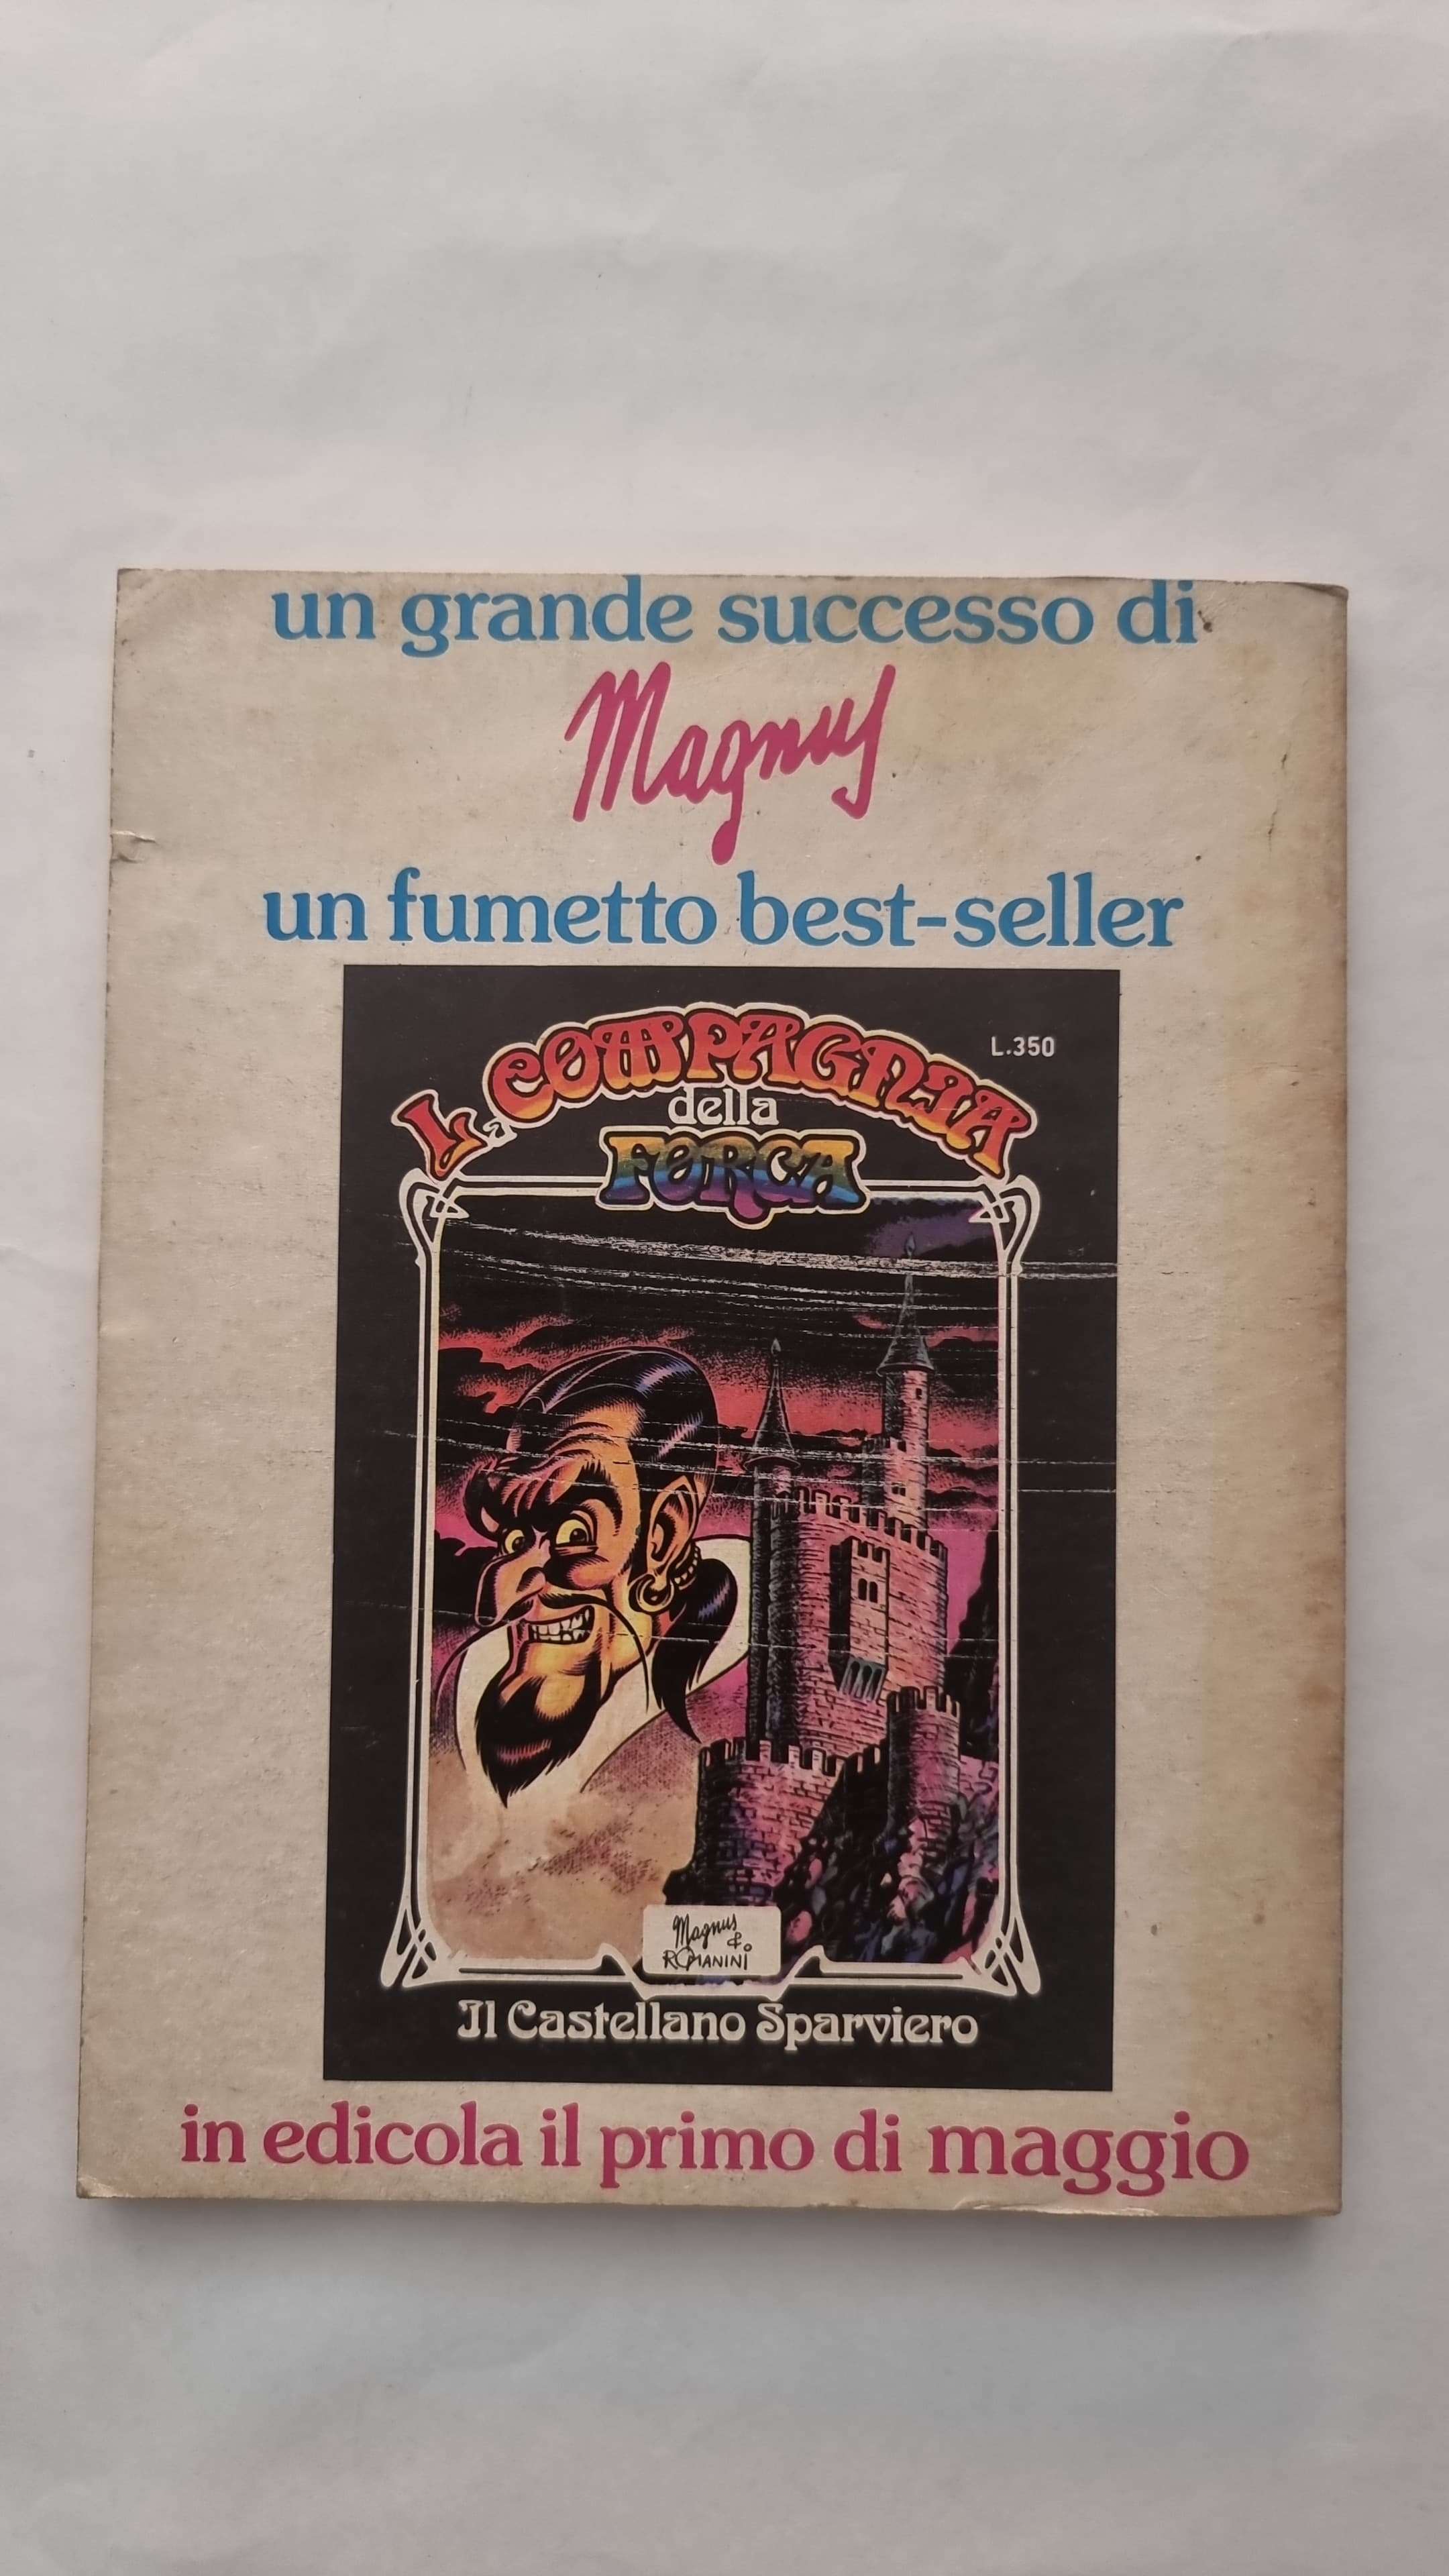 un grande successo di
Magnus
un fumetto best-seller
L.350
La COMPAGNIA
della
FORCA
Magnus
&
ROMANINI
Il Castellano Sparviero
in edicola il primo di maggio